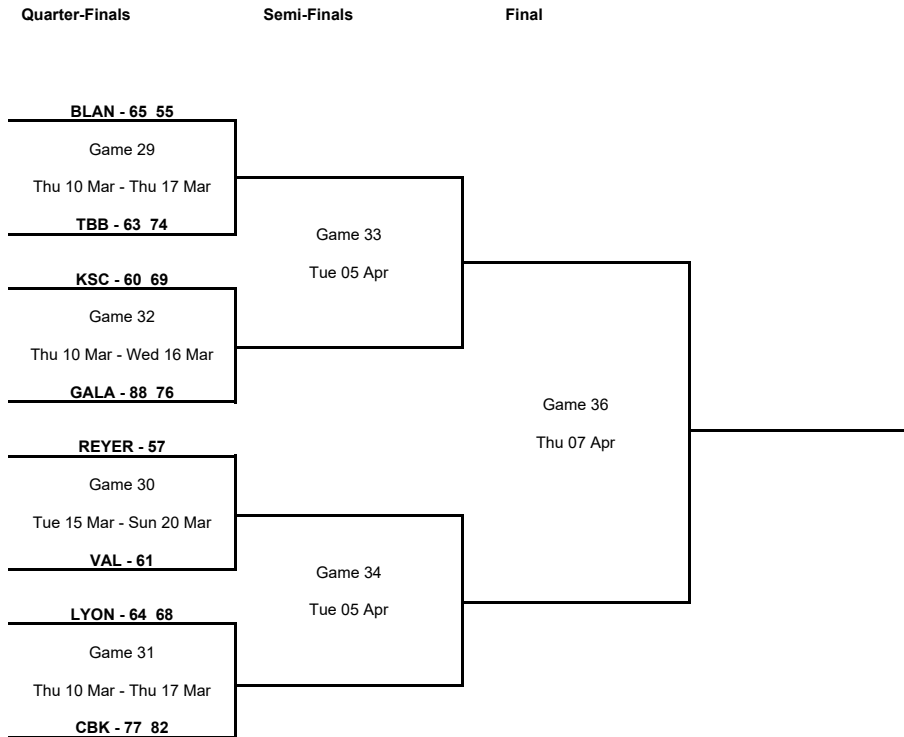 Quarter-Finals Semi-Finals Final
BLAN - 65 55
Game 29
Thu 10 Mar - Thu 17 Mar
TBB - 63 74
Game 33
Tue 05 Apr
KSC - 60 69
Game 32
Thu 10 Mar - Wed 16 Mar
GALA - 88 76
Game 36
Thu 07 Apr
REYER - 57
Game 30
Tue 15 Mar - Sun 20 Mar
VAL - 61
Game 34
Tue 05 Apr
LYON - 64 68
Game 31
Thu 10 Mar - Thu 17 Mar
CBK - 77 82